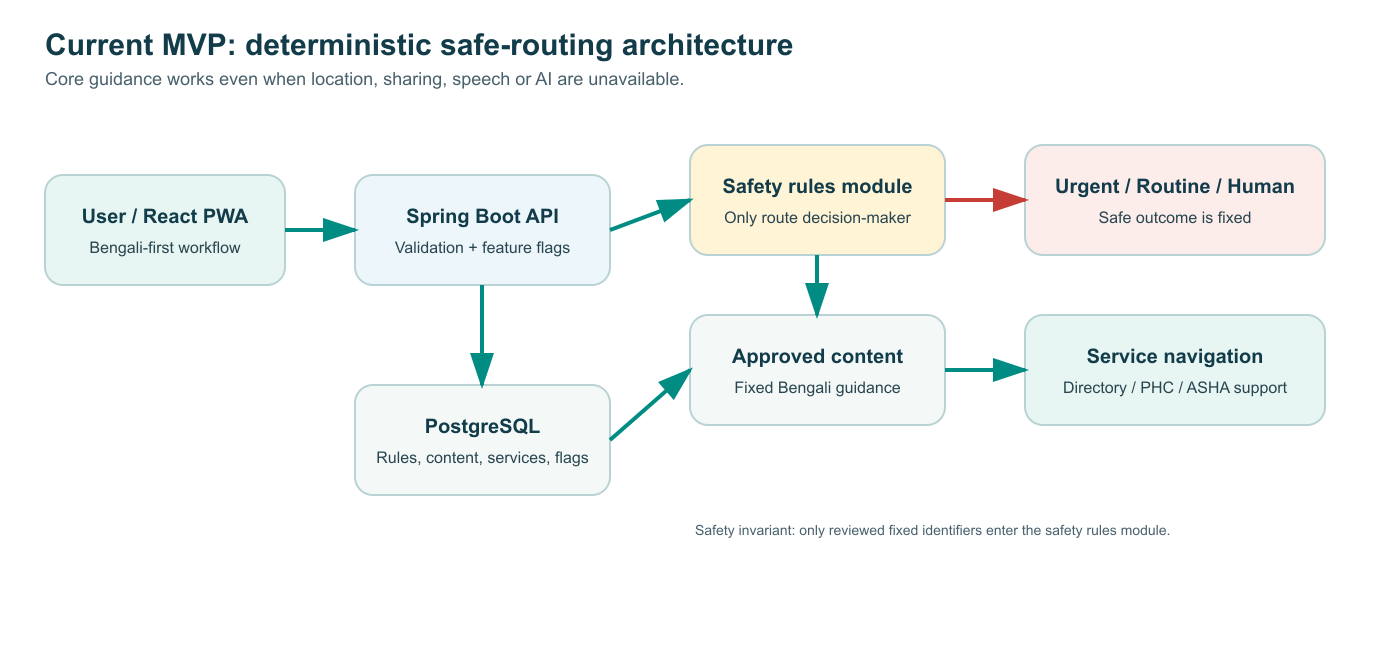 Current MVP: deterministic safe-routing architecture
Core guidance works even when location, sharing, speech or AI are unavailable.
User / React PWA
Bengali-first workflow
Spring Boot API
Validation + feature flags
Safety rules module
Only route decision-maker
Urgent / Routine / Human
Safe outcome is fixed
PostgreSQL
Rules, content, services, flags
Approved content
Fixed Bengali guidance
Service navigation
Directory / PHC / ASHA support
Safety invariant: only reviewed fixed identifiers enter the safety rules module.